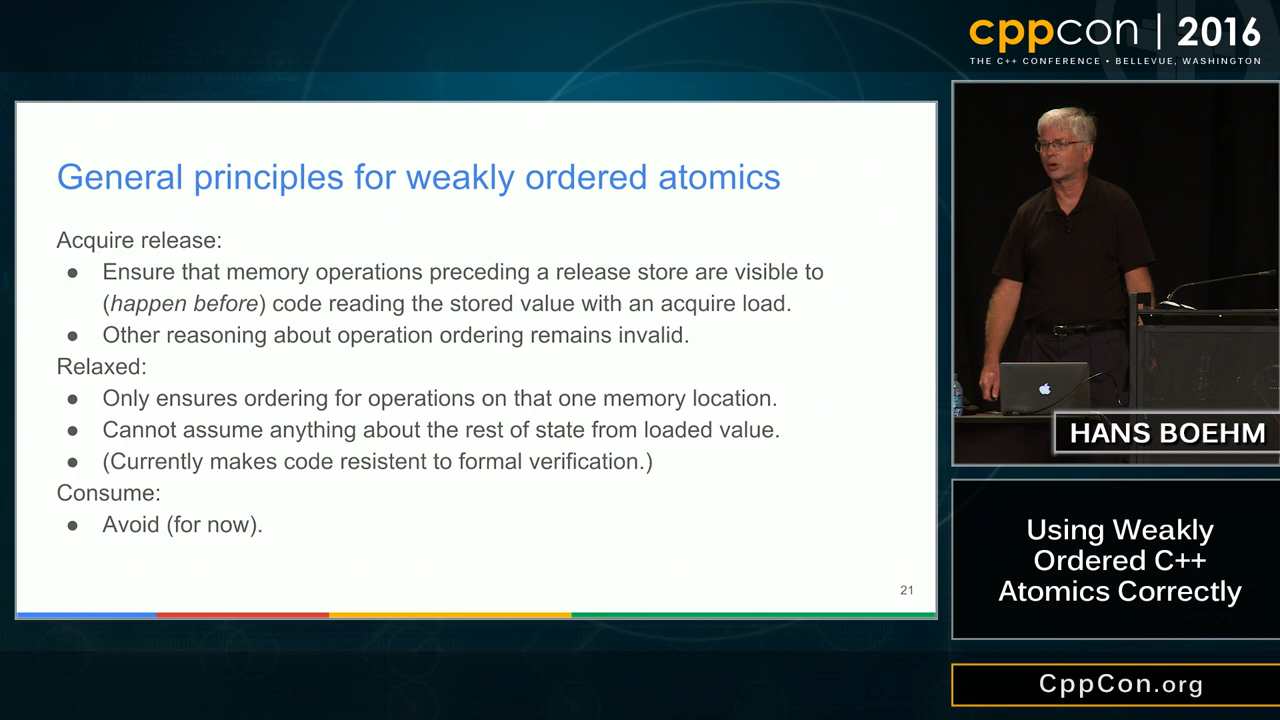 cppcon | 2016
THE C++ CONFERENCE • BELLEVUE, WASHINGTON
General principles for weakly ordered atomics
Acquire release:
● Ensure that memory operations preceding a release store are visible to
(happen before) code reading the stored value with an acquire load.
● Other reasoning about operation ordering remains invalid.
Relaxed:
● Only ensures ordering for operations on that one memory location.
● Cannot assume anything about the rest of state from loaded value.
● (Currently makes code resistent to formal verification.)
Consume:
● Avoid (for now).
21
HANS BOEHM
Using Weakly
Ordered C++
Atomics Correctly
CppCon.org